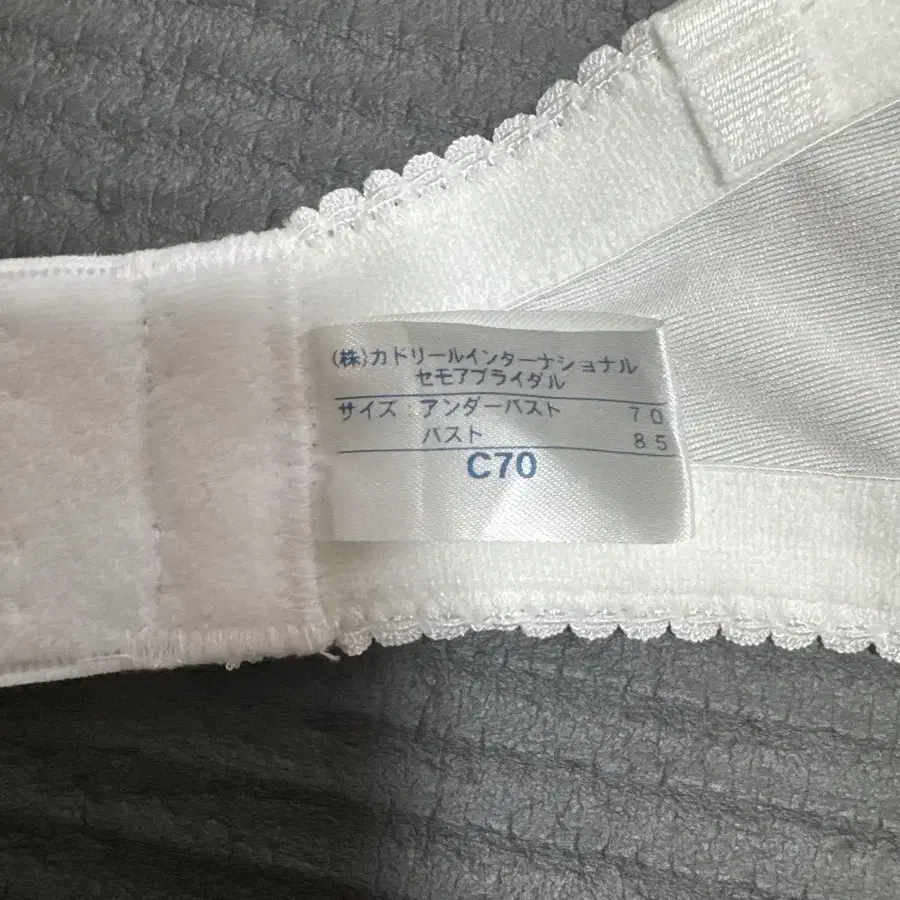 (株)カドリールインターナショナル
セモアブライダル
サイズ アンダーバスト 70
バスト 85
C70